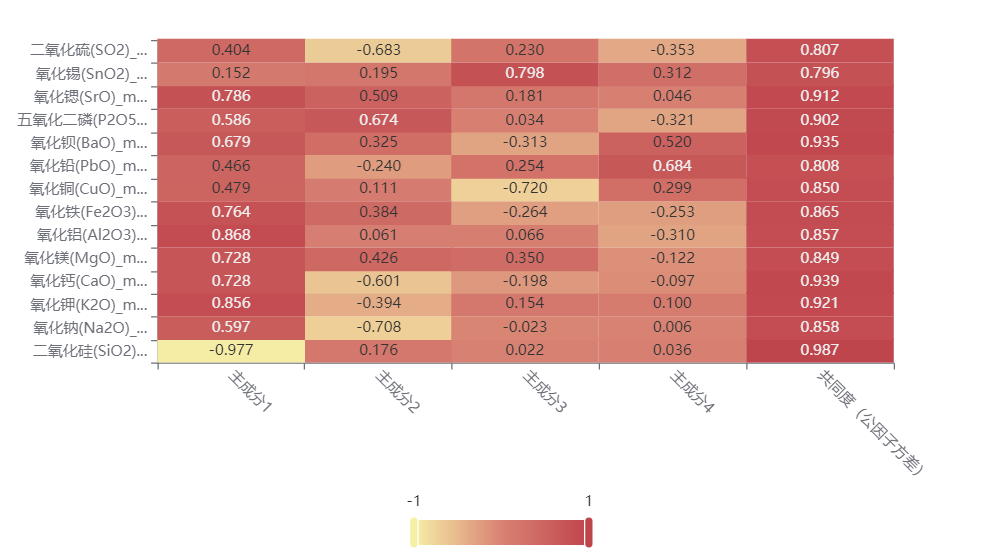 二氧化硫(SO2)_... 0.404 -0.683 0.230 -0.353 0.807
氧化锡(SnO2)_... 0.152 0.195 0.798 0.312 0.796
氧化锶(SrO)_m... 0.786 0.509 0.181 0.046 0.912
五氧化二磷(P2O5... 0.586 0.674 0.034 -0.321 0.902
氧化钡(BaO)_m... 0.679 0.325 -0.313 0.520 0.935
氧化铅(PbO)_m... 0.466 -0.240 0.254 0.684 0.808
氧化铜(CuO)_m... 0.479 0.111 -0.720 0.299 0.850
氧化铁(Fe2O3)... 0.764 0.384 -0.264 -0.253 0.865
氧化铝(Al2O3)... 0.868 0.061 0.066 -0.310 0.857
氧化镁(MgO)_m... 0.728 0.426 0.350 -0.122 0.849
氧化钙(CaO)_m... 0.728 -0.601 -0.198 -0.097 0.939
氧化钾(K2O)_m... 0.856 -0.394 0.154 0.100 0.921
氧化钠(Na2O)_... 0.597 -0.708 -0.023 0.006 0.858
二氧化硅(SiO2)... -0.977 0.176 0.022 0.036 0.987
主成分1 主成分2 主成分3 主成分4 共同度（公因子方差）
-1 1